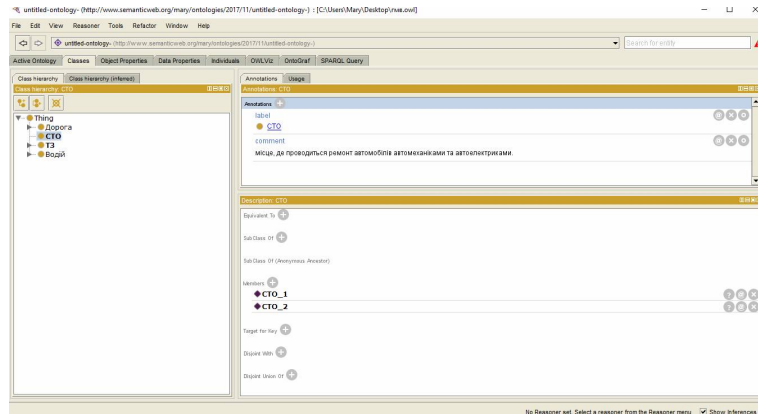 untitled-ontology- (http://www.semanticweb.org/mary/ontologies/2017/11/untitled-ontology-) : [C:\Users\Mary\Desktop\пив.owl]
File Edit View Reasoner Tools Refactor Window Help
untitled-ontology- (http://www.semanticweb.org/mary/ontologies/2017/11/untitled-ontology-)
Search for entity
Active Ontology Classes Object Properties Data Properties Individuals OWLViz OntoGraf SPARQL Query
Class hierarchy Class hierarchy (inferred)
Class hierarchy: СТО
Thing
Дорога
СТО
ТЗ
Водій
Annotations Usage
Annotations: СТО
Annotations
label
СТО
comment
місце, де проводиться ремонт автомобілів автомеханіками та автоелектриками.
Description: СТО
Equivalent To
SubClass Of
SubClass Of (Anonymous Ancestor)
Members
СТО_1
СТО_2
Target for Key
Disjoint With
Disjoint Union Of
No Reasoner set. Select a reasoner from the Reasoner menu Show Inferences